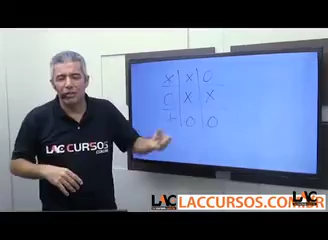 X X O
C X X
+ O O
LAC CURSOS
LAC
LACCURSOS.COM.BR